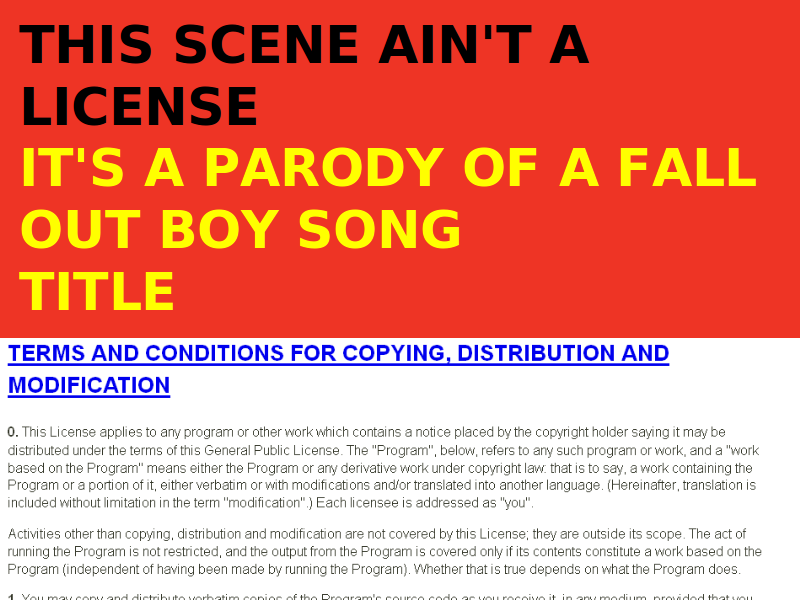 THIS SCENE AIN'T A
LICENSE
IT'S A PARODY OF A FALL
OUT BOY SONG
TITLE
TERMS AND CONDITIONS FOR COPYING, DISTRIBUTION AND
MODIFICATION
0. This License applies to any program or other work which contains a notice placed by the copyright holder saying it may be
distributed under the terms of this General Public License. The "Program", below, refers to any such program or work, and a "work
based on the Program" means either the Program or any derivative work under copyright law: that is to say, a work containing the
Program or a portion of it, either verbatim or with modifications and/or translated into another language. (Hereinafter, translation is
included without limitation in the term "modification".) Each licensee is addressed as "you".
Activities other than copying, distribution and modification are not covered by this License; they are outside its scope. The act of
running the Program is not restricted, and the output from the Program is covered only if its contents constitute a work based on the
Program (independent of having been made by running the Program). Whether that is true depends on what the Program does.
1. You may copy and distribute verbatim copies of the Program's source code as you receive it, in any medium, provided that you